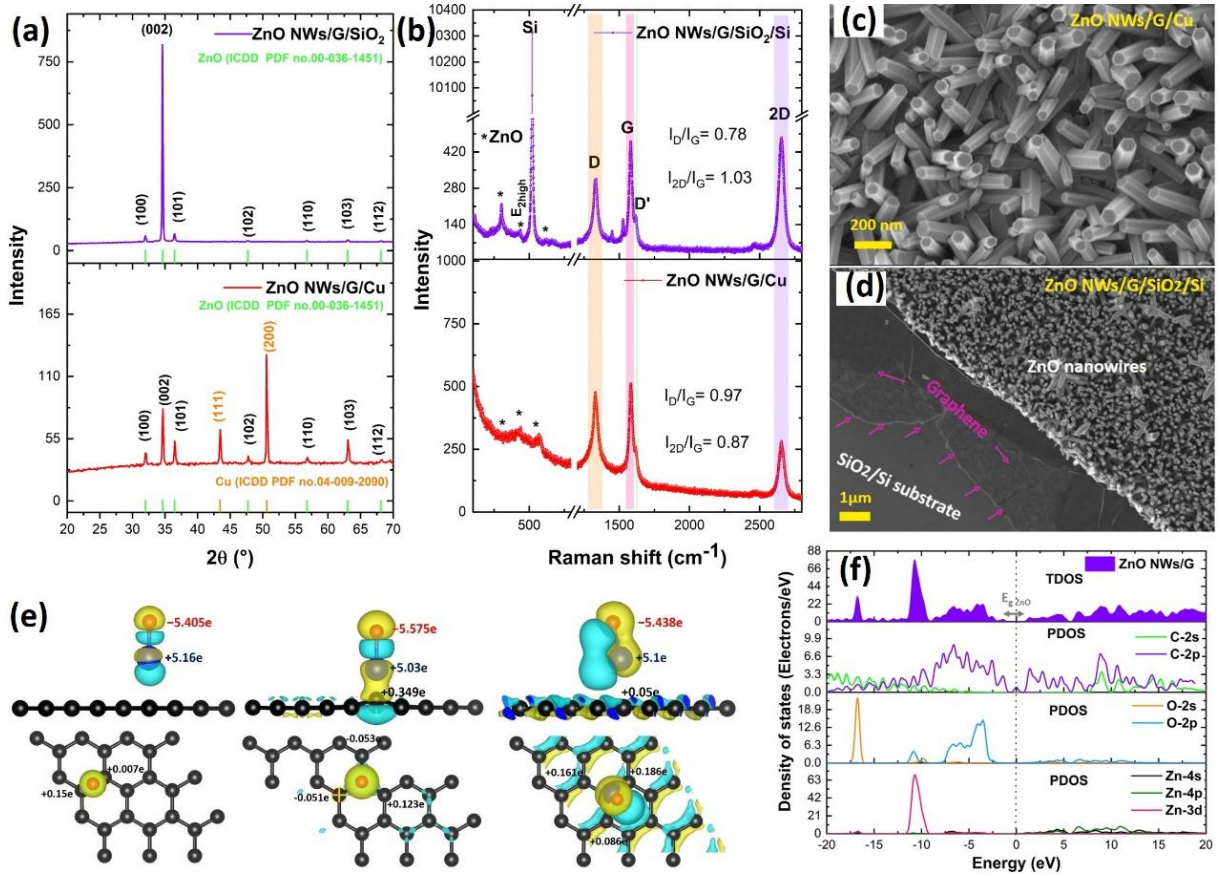 (a)
ZnO NWs/G/SiO2
ZnO (ICDD PDF no.00-036-1451)
(002)
(100)
(101)
(102)
(110)
(103)
(112)
750
500
250
0
ZnO NWs/G/Cu
ZnO (ICDD PDF no.00-036-1451)
(200)
(100)
(002)
(101)
(111)
(102)
(110)
(103)
(112)
Cu (ICDD PDF no.04-009-2090)
165
110
55
0
Intensity
20 25 30 35 40 45 50 55 60 65 70
2θ (°)
(b)
Si
ZnO NWs/G/SiO2/Si
10400
10380
10360
10340
10320
10300
420
280
140
0
*ZnO
*
E2high
*
*
D
G
D'
2D
ID/IG= 0.78
I2D/IG= 1.03
ZnO NWs/G/Cu
1000
750
500
250
0
* * *
ID/IG= 0.97
I2D/IG= 0.87
Intensity
500 1500 2000 2500
Raman shift (cm-1)
(c)
ZnO NWs/G/Cu
200 nm
(d)
ZnO NWs/G/SiO2/Si
ZnO nanowires
Graphene
SiO2/Si substrate
1μm
(e)
−5.405e
+5.16e
−5.575e
+5.03e
+0.349e
−5.438e
+5.1e
+0.05e
+0.007e
+0.15e
-0.053e
-0.051e
+0.123e
+0.161e
+0.186e
+0.086e
(f)
ZnO NWs/G
TDOS
Eg ZnO
88
66
44
22
0
PDOS
C-2s
C-2p
9.9
6.6
3.3
0.0
PDOS
O-2s
O-2p
18.9
12.6
6.3
0.0
PDOS
Zn-4s
Zn-4p
Zn-3d
63
42
21
0
Density of states (Electrons/eV)
-20 -15 -10 -5 0 5 10 15 20
Energy (eV)